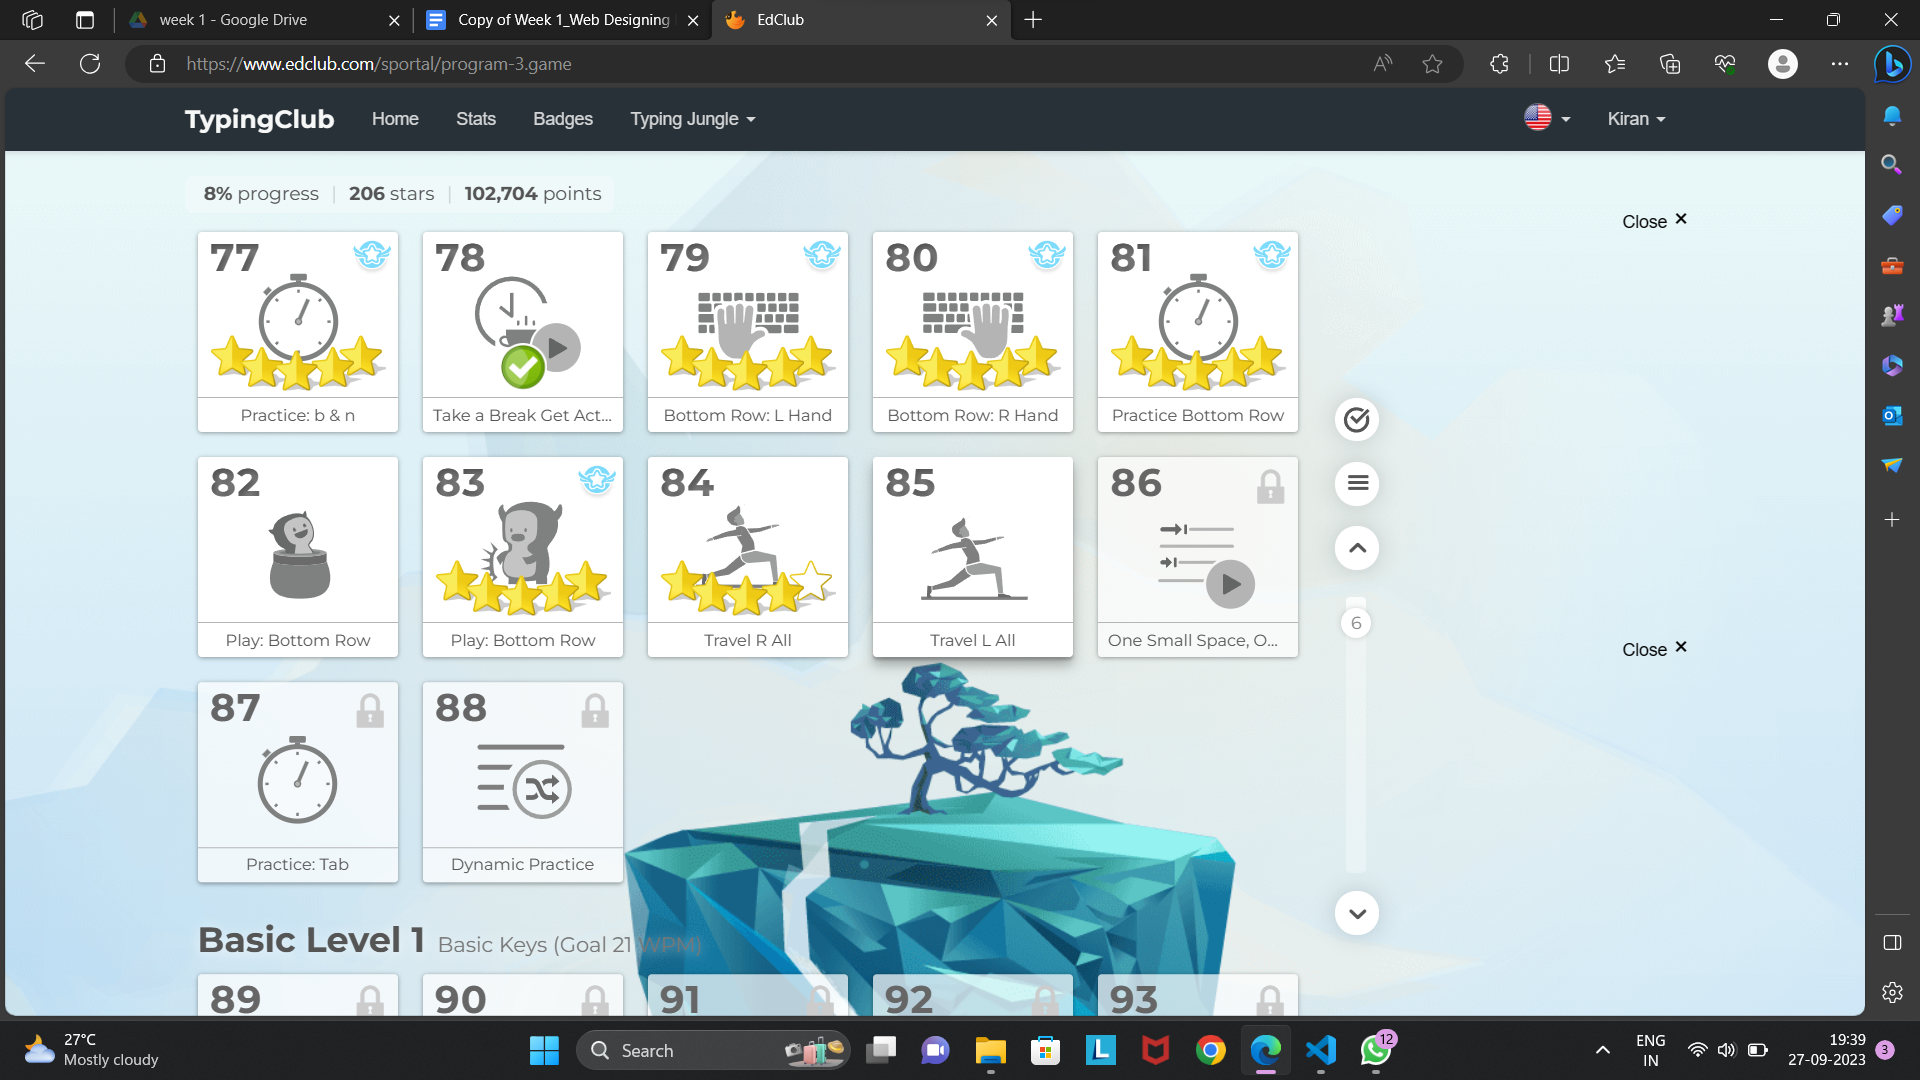 week 1 - Google Drive
Copy of Week 1_Web Designing
EdClub
https://www.edclub.com/sportal/program-3.game
TypingClub
Home
Stats
Badges
Typing Jungle
Kiran
8% progress
206 stars
102,704 points
Close ×
77
78
79
80
81
Practice: b & n
Take a Break Get Act...
Bottom Row: L Hand
Bottom Row: R Hand
Practice Bottom Row
82
83
84
85
86
6
Play: Bottom Row
Play: Bottom Row
Travel R All
Travel L All
One Small Space, O...
Close ×
87
88
Practice: Tab
Dynamic Practice
Basic Level 1 Basic Keys (Goal 21 WPM)
89
90
91
92
93
27°C
Mostly cloudy
Search
12
ENG
IN
19:39
27-09-2023
3